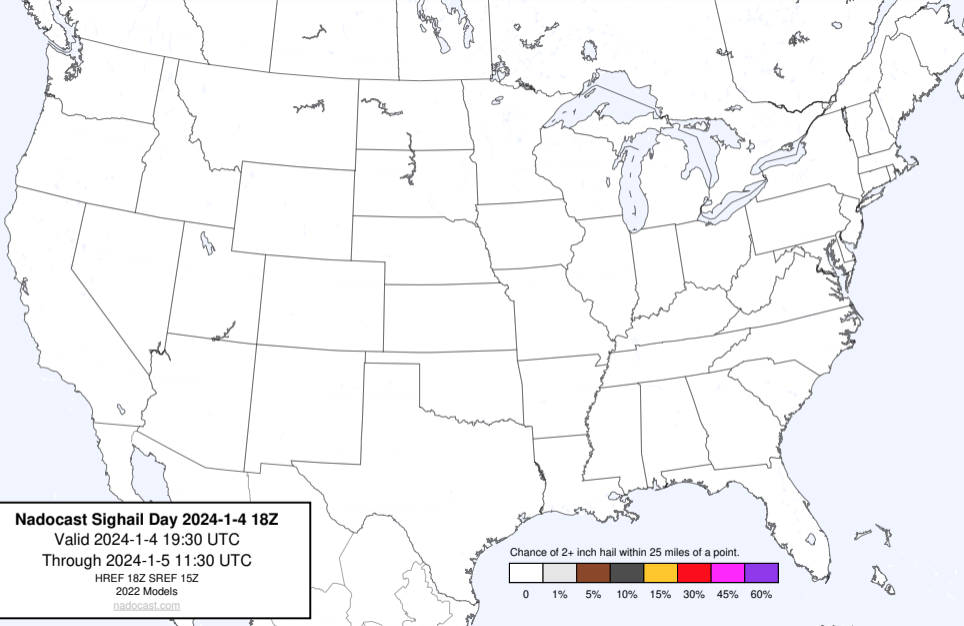 Nadocast Sighail Day 2024-1-4 18Z
Valid 2024-1-4 19:30 UTC
Through 2024-1-5 11:30 UTC
HREF 18Z SREF 15Z
2022 Models
nadocast.com
Chance of 2+ inch hail within 25 miles of a point.
0 1% 5% 10% 15% 30% 45% 60%